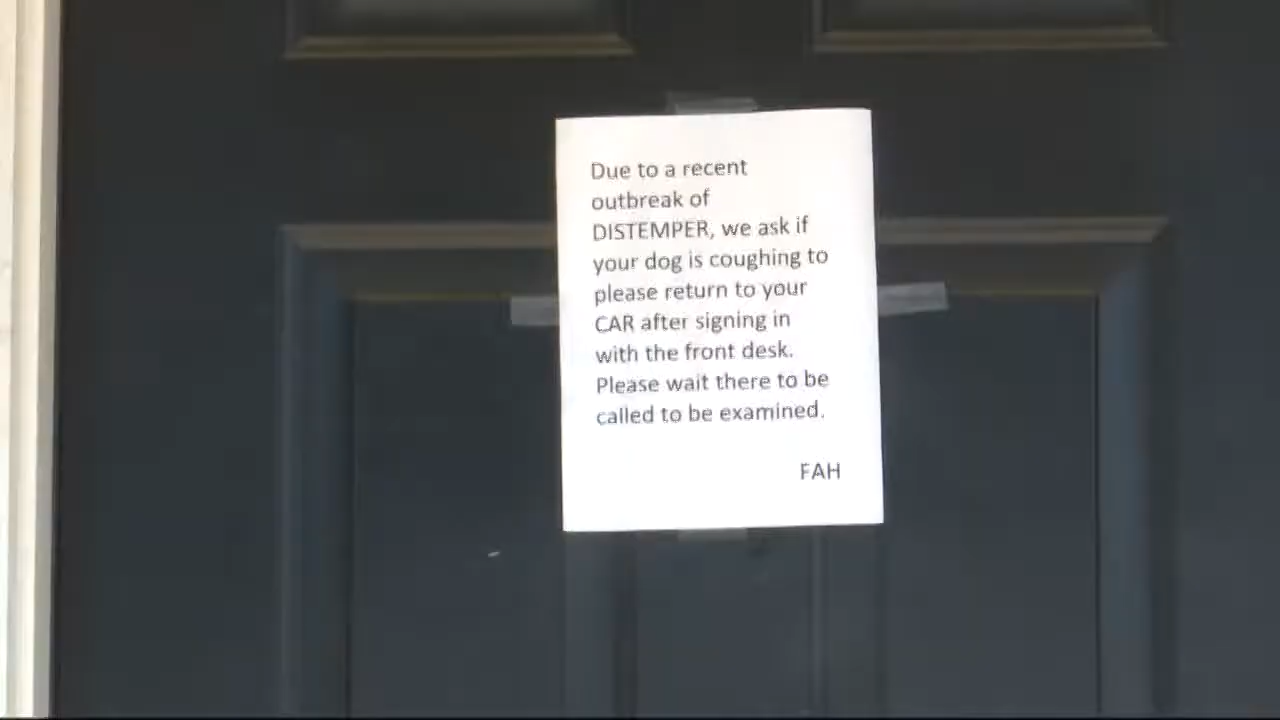 Due to a recent
outbreak of
DISTEMPER, we ask if
your dog is coughing to
please return to your
CAR after signing in
with the front desk.
Please wait there to be
called to be examined.
FAH